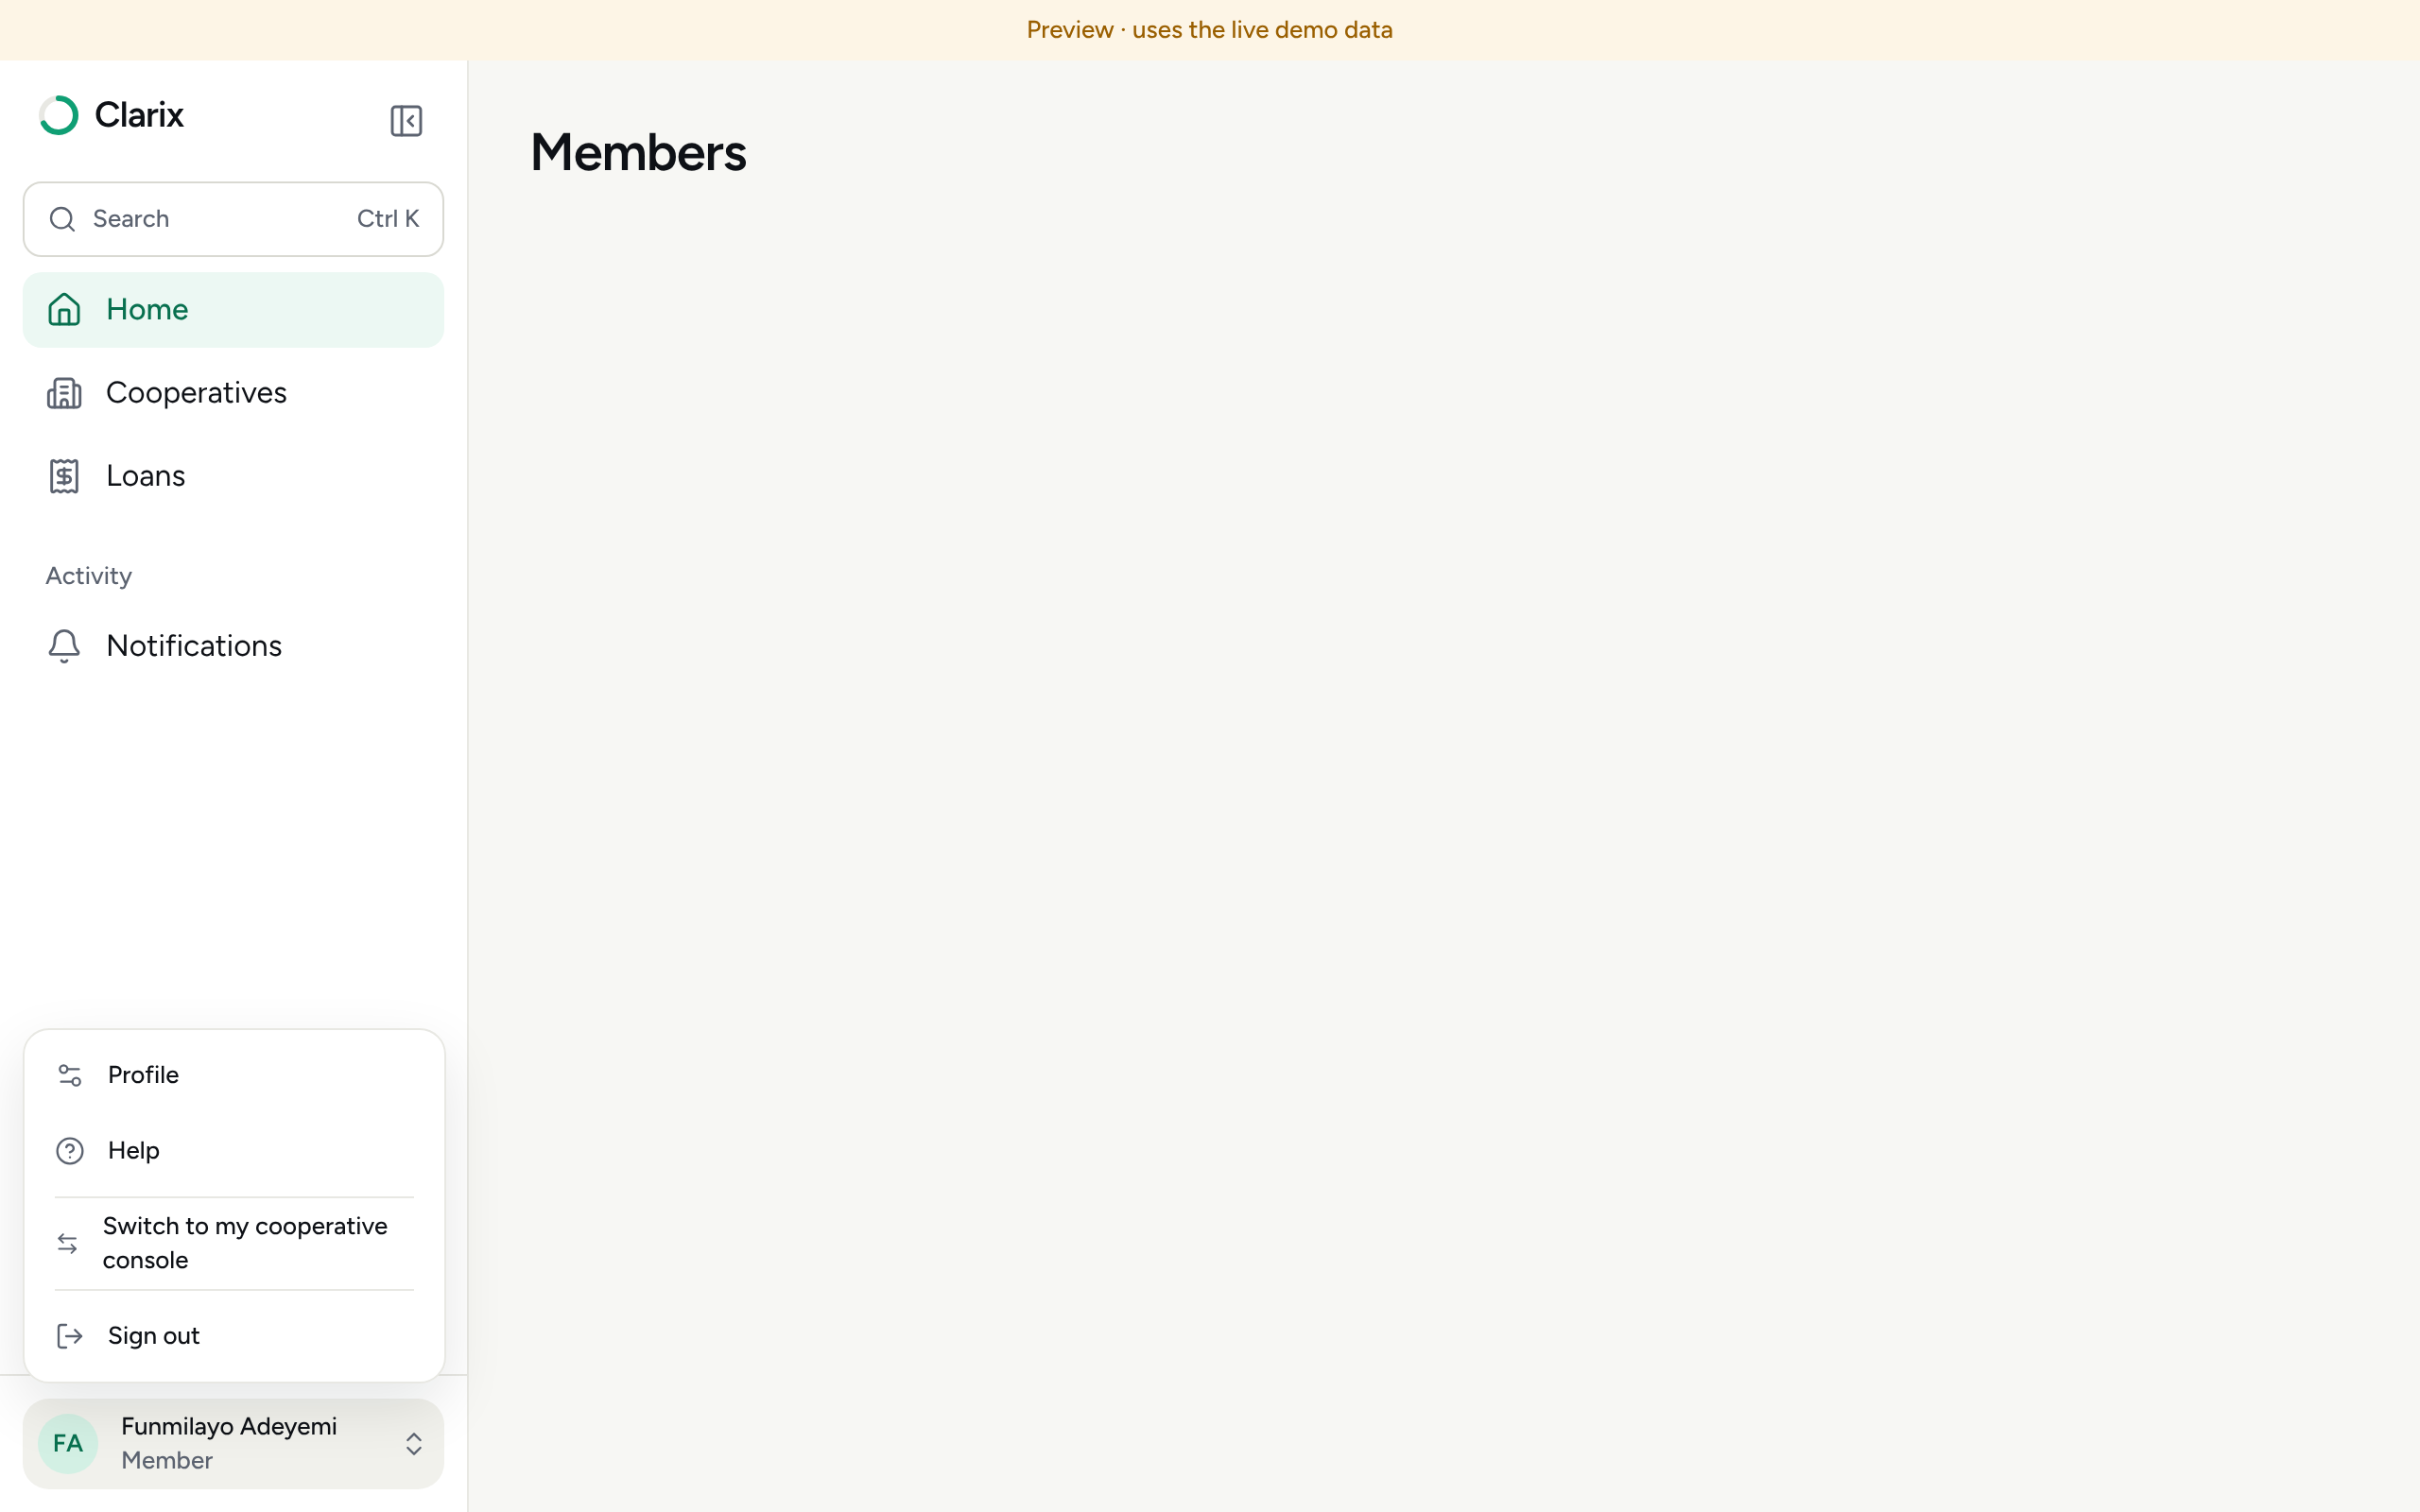 Preview · uses the live demo data
Clarix
Search Ctrl K
Home
Cooperatives
Loans
Activity
Notifications
Profile
Help
Switch to my cooperative
console
Sign out
FA
Funmilayo Adeyemi
Member
Members